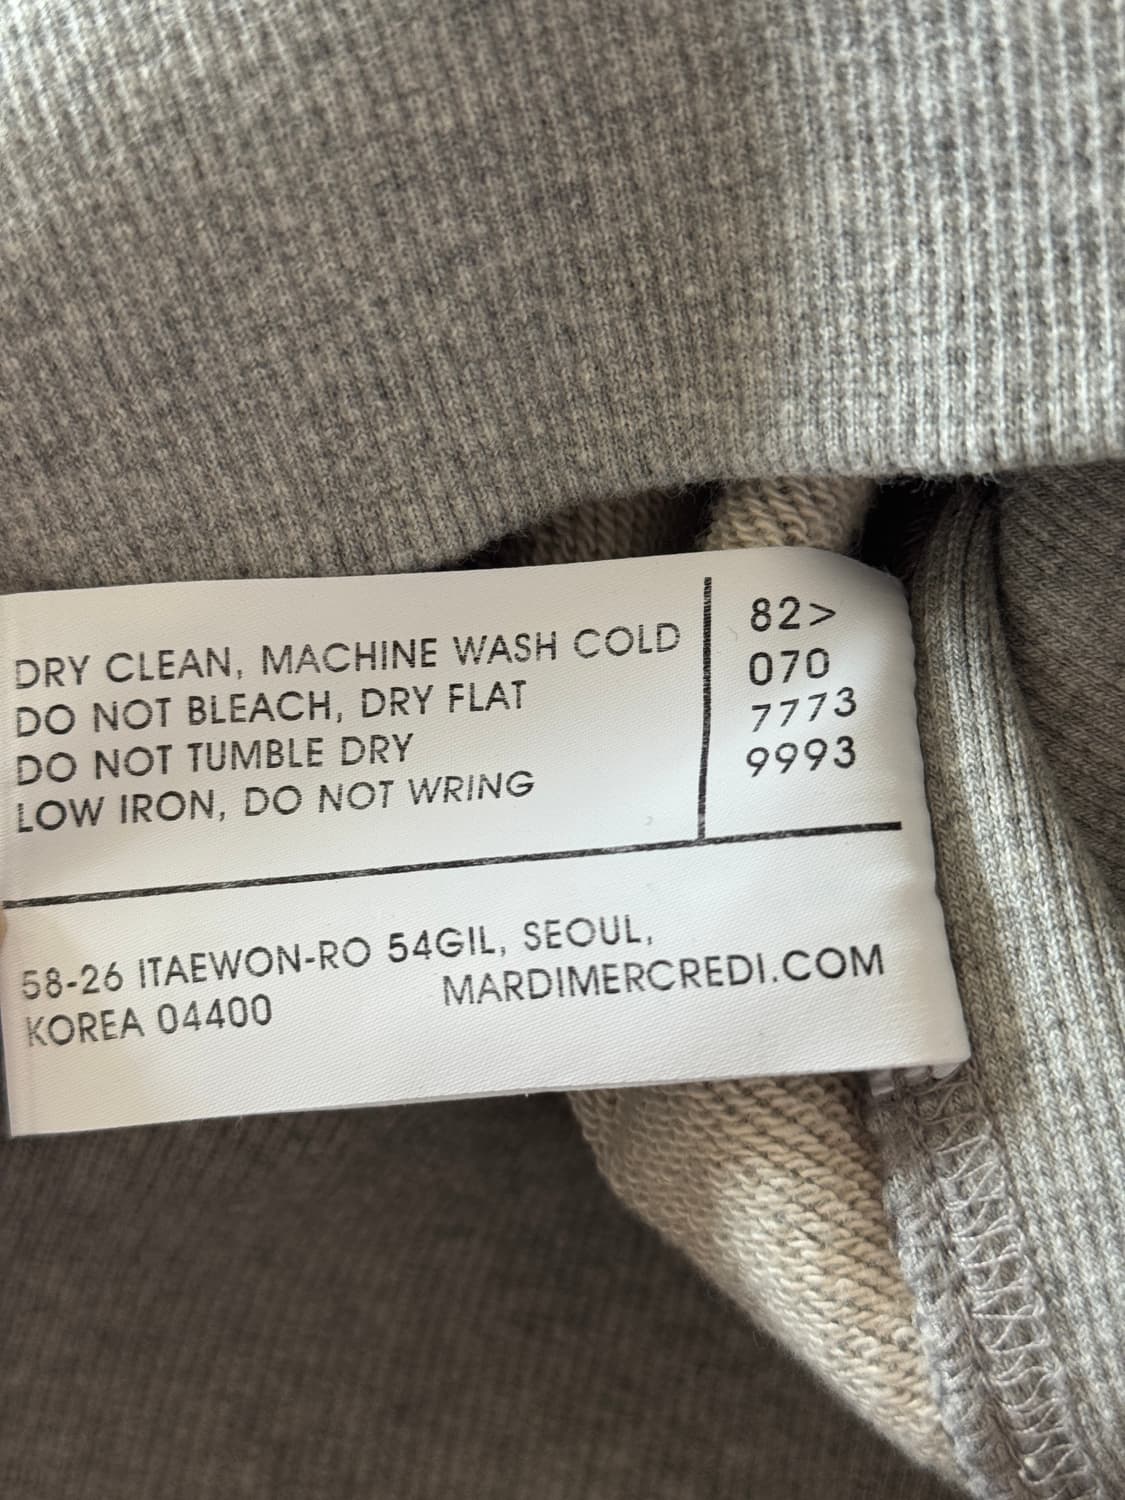 DRY CLEAN, MACHINE WASH COLD
DO NOT BLEACH, DRY FLAT
DO NOT TUMBLE DRY
LOW IRON, DO NOT WRING
82>
070
7773
9993
58-26 ITAEWON-RO 54GIL, SEOUL,
KOREA 04400
MARDIMERCREDI.COM